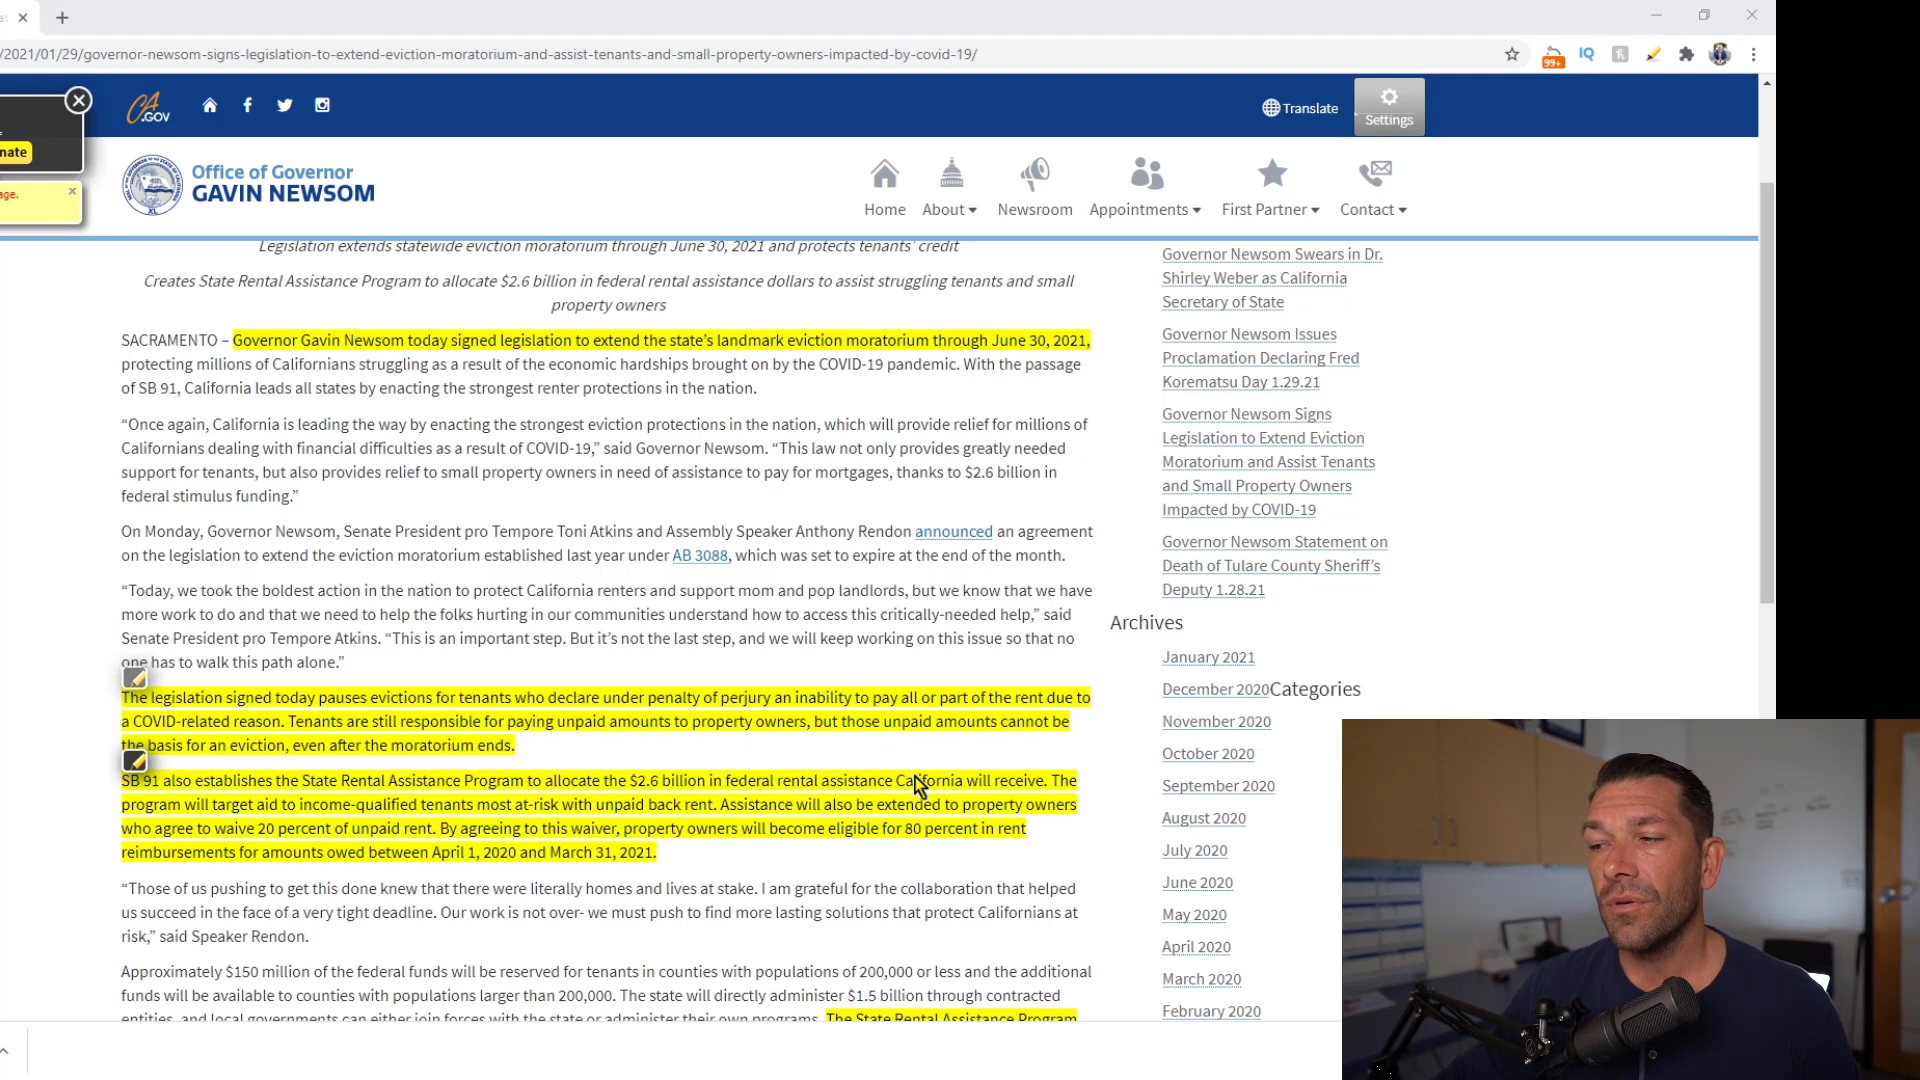 /2021/01/29/governor-newsom-signs-legislation-to-extend-eviction-moratorium-and-assist-tenants-and-small-property-owners-impacted-by-covid-19/
99+
IQ
CA
.GOV
Translate
Settings
nate
age.
Office of Governor
GAVIN NEWSOM
Home
About
Newsroom
Appointments
First Partner
Contact
Legislation extends statewide eviction moratorium through June 30, 2021 and protects tenants’ credit
Creates State Rental Assistance Program to allocate $2.6 billion in federal rental assistance dollars to assist struggling tenants and small
property owners
SACRAMENTO – Governor Gavin Newsom today signed legislation to extend the state’s landmark eviction moratorium through June 30, 2021,
protecting millions of Californians struggling as a result of the economic hardships brought on by the COVID-19 pandemic. With the passage
of SB 91, California leads all states by enacting the strongest renter protections in the nation.
“Once again, California is leading the way by enacting the strongest eviction protections in the nation, which will provide relief for millions of
Californians dealing with financial difficulties as a result of COVID-19,” said Governor Newsom. “This law not only provides greatly needed
support for tenants, but also provides relief to small property owners in need of assistance to pay for mortgages, thanks to $2.6 billion in
federal stimulus funding.”
On Monday, Governor Newsom, Senate President pro Tempore Toni Atkins and Assembly Speaker Anthony Rendon announced an agreement
on the legislation to extend the eviction moratorium established last year under AB 3088, which was set to expire at the end of the month.
“Today, we took the boldest action in the nation to protect California renters and support mom and pop landlords, but we know that we have
more work to do and that we need to help the folks hurting in our communities understand how to access this critically-needed help,” said
Senate President pro Tempore Atkins. “This is an important step. But it’s not the last step, and we will keep working on this issue so that no
one has to walk this path alone.”
The legislation signed today pauses evictions for tenants who declare under penalty of perjury an inability to pay all or part of the rent due to
a COVID-related reason. Tenants are still responsible for paying unpaid amounts to property owners, but those unpaid amounts cannot be
the basis for an eviction, even after the moratorium ends.
SB 91 also establishes the State Rental Assistance Program to allocate the $2.6 billion in federal rental assistance California will receive. The
program will target aid to income-qualified tenants most at-risk with unpaid back rent. Assistance will also be extended to property owners
who agree to waive 20 percent of unpaid rent. By agreeing to this waiver, property owners will become eligible for 80 percent in rent
reimbursements for amounts owed between April 1, 2020 and March 31, 2021.
“Those of us pushing to get this done knew that there were literally homes and lives at stake. I am grateful for the collaboration that helped
us succeed in the face of a very tight deadline. Our work is not over- we must push to find more lasting solutions that protect Californians at
risk,” said Speaker Rendon.
Approximately $150 million of the federal funds will be reserved for tenants in counties with populations of 200,000 or less and the additional
funds will be available to counties with populations larger than 200,000. The state will directly administer $1.5 billion through contracted
entities, and local governments can either join forces with the state or administer their own programs. The State Rental Assistance Program
Governor Newsom Swears in Dr.
Shirley Weber as California
Secretary of State
Governor Newsom Issues
Proclamation Declaring Fred
Korematsu Day 1.29.21
Governor Newsom Signs
Legislation to Extend Eviction
Moratorium and Assist Tenants
and Small Property Owners
Impacted by COVID-19
Governor Newsom Statement on
Death of Tulare County Sheriff’s
Deputy 1.28.21
Archives
January 2021
December 2020
Categories
November 2020
October 2020
September 2020
August 2020
July 2020
June 2020
May 2020
April 2020
March 2020
February 2020